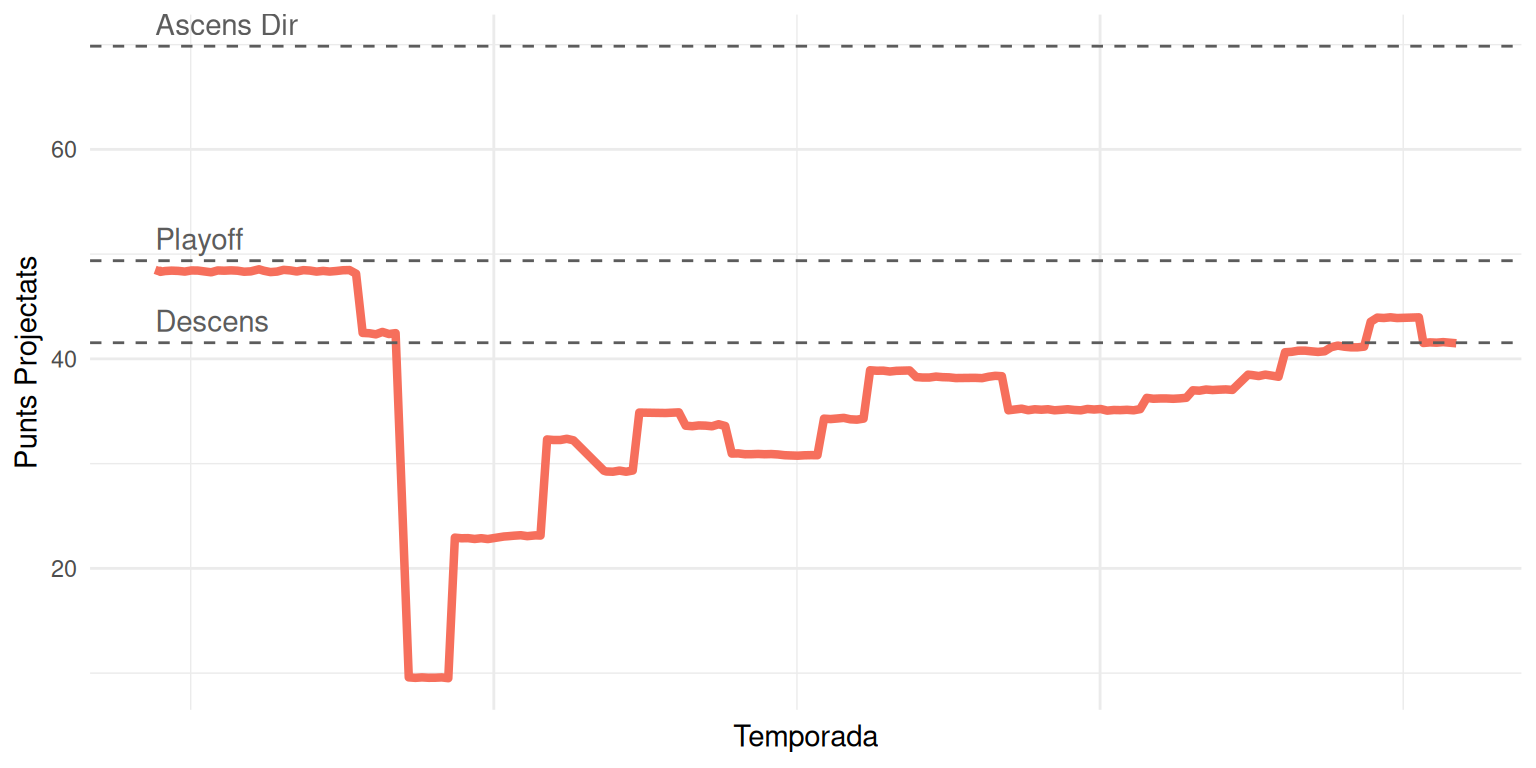 Ascens Dir
60
Playoff
Descens
40
20
Punts Projectats
Temporada